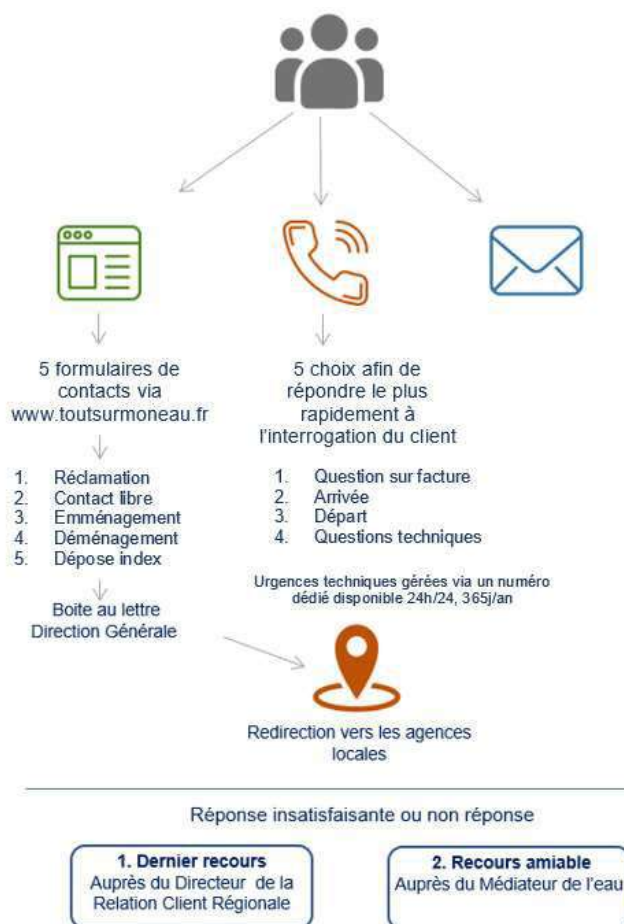 5 formulaires de
contacts via
www.toutsurmoneau.fr
1. Réclamation
2. Contact libre
3. Emménagement
4. Déménagement
5. Dépose index
Boite au lettre
Direction Générale
5 choix afin de
répondre le plus
rapidement à
l'interrogation du client
1. Question sur facture
2. Arrivée
3. Départ
4. Questions techniques
Urgences techniques gérées via un numéro
dédié disponible 24h/24, 365j/an
Redirection vers les agences
locales
Réponse insatisfaisante ou non réponse
1. Dernier recours
Auprès du Directeur de la
Relation Client Régionale
2. Recours amiable
Auprès du Médiateur de l'eau